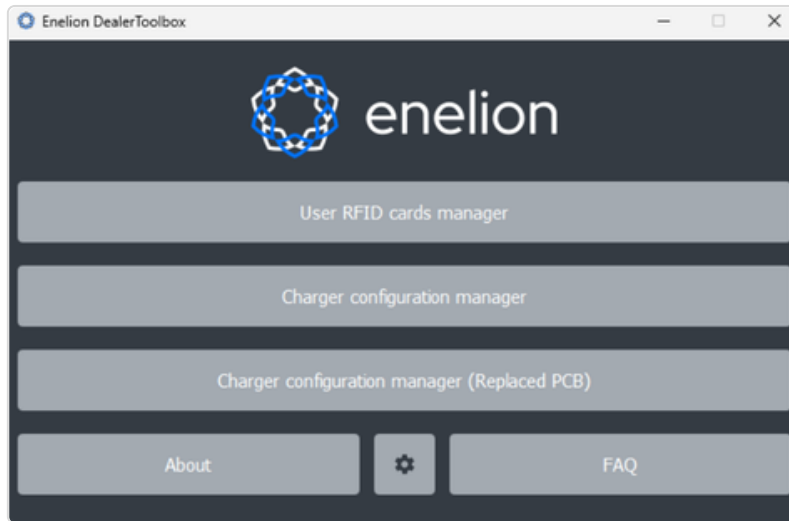 Enelion DealerToolbox
enelion
User RFID cards manager
Charger configuration manager
Charger configuration manager (Replaced PCB)
About
FAQ